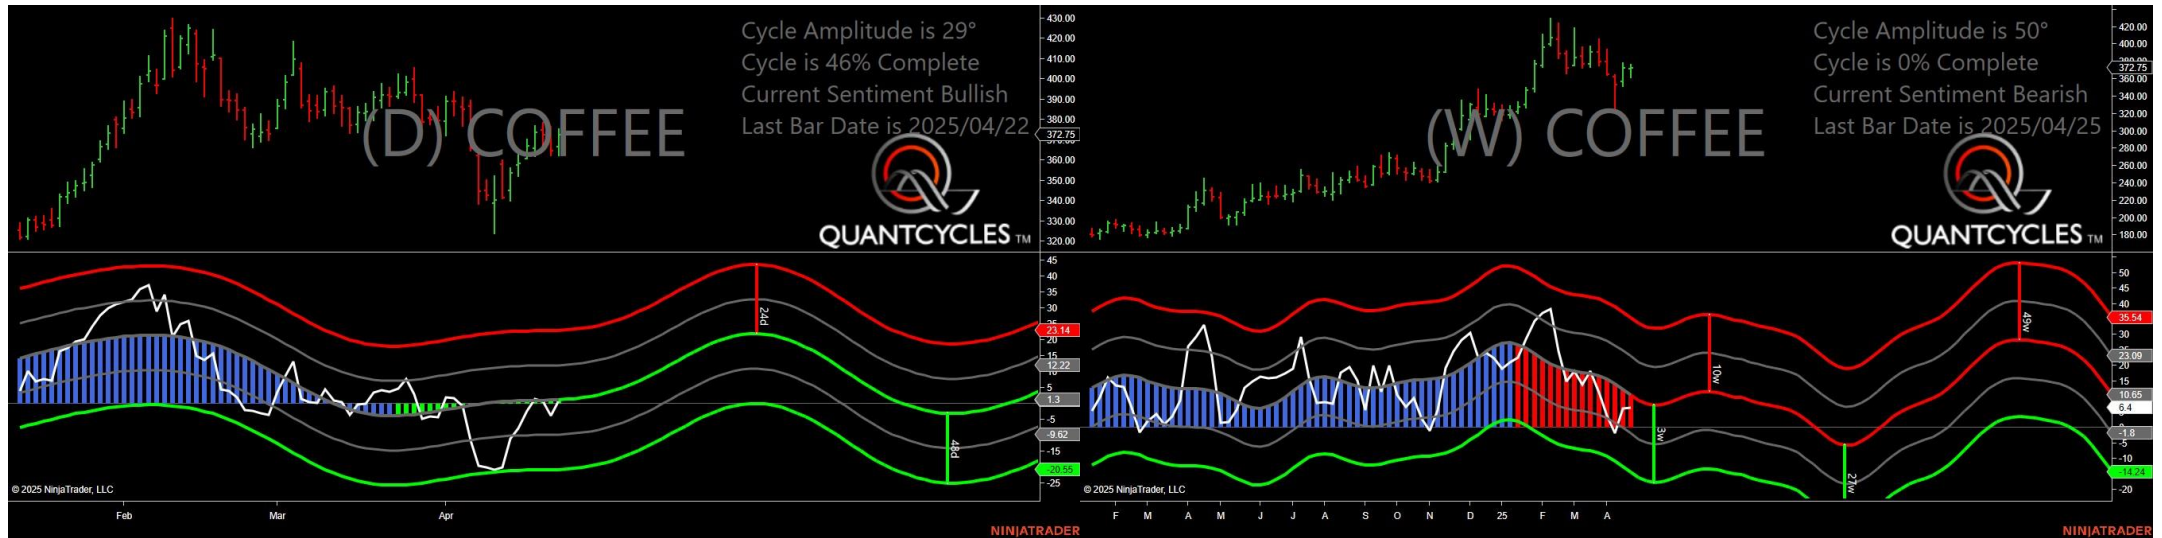 Cycle Amplitude is 29°
Cycle is 46% Complete
Current Sentiment Bullish
Last Bar Date is 2025/04/22
(D) COFFEE
QUANTCYCLES TM
430.00
420.00
410.00
400.00
390.00
380.00
372.75
370.00
360.00
350.00
340.00
330.00
320.00
45
40
35
30
25
23.14
20
15
12.22
10
5
1.3
-5
-9.62
-15
-20.55
-25
24d
48d
© 2025 NinjaTrader, LLC
Feb Mar Apr
NINJATRADER
Cycle Amplitude is 50°
Cycle is 0% Complete
Current Sentiment Bearish
Last Bar Date is 2025/04/25
(W) COFFEE
QUANTCYCLES TM
420.00
400.00
380.00
372.75
360.00
340.00
320.00
300.00
280.00
260.00
240.00
220.00
200.00
180.00
50
45
40
35.54
30
25
23.09
20
15
10.65
6.4
-1.8
-5
-10
-14.24
-20
10w
3w
27w
49w
© 2025 NinjaTrader, LLC
F M A M J J A S O N D 25 F M A
NINJATRADER